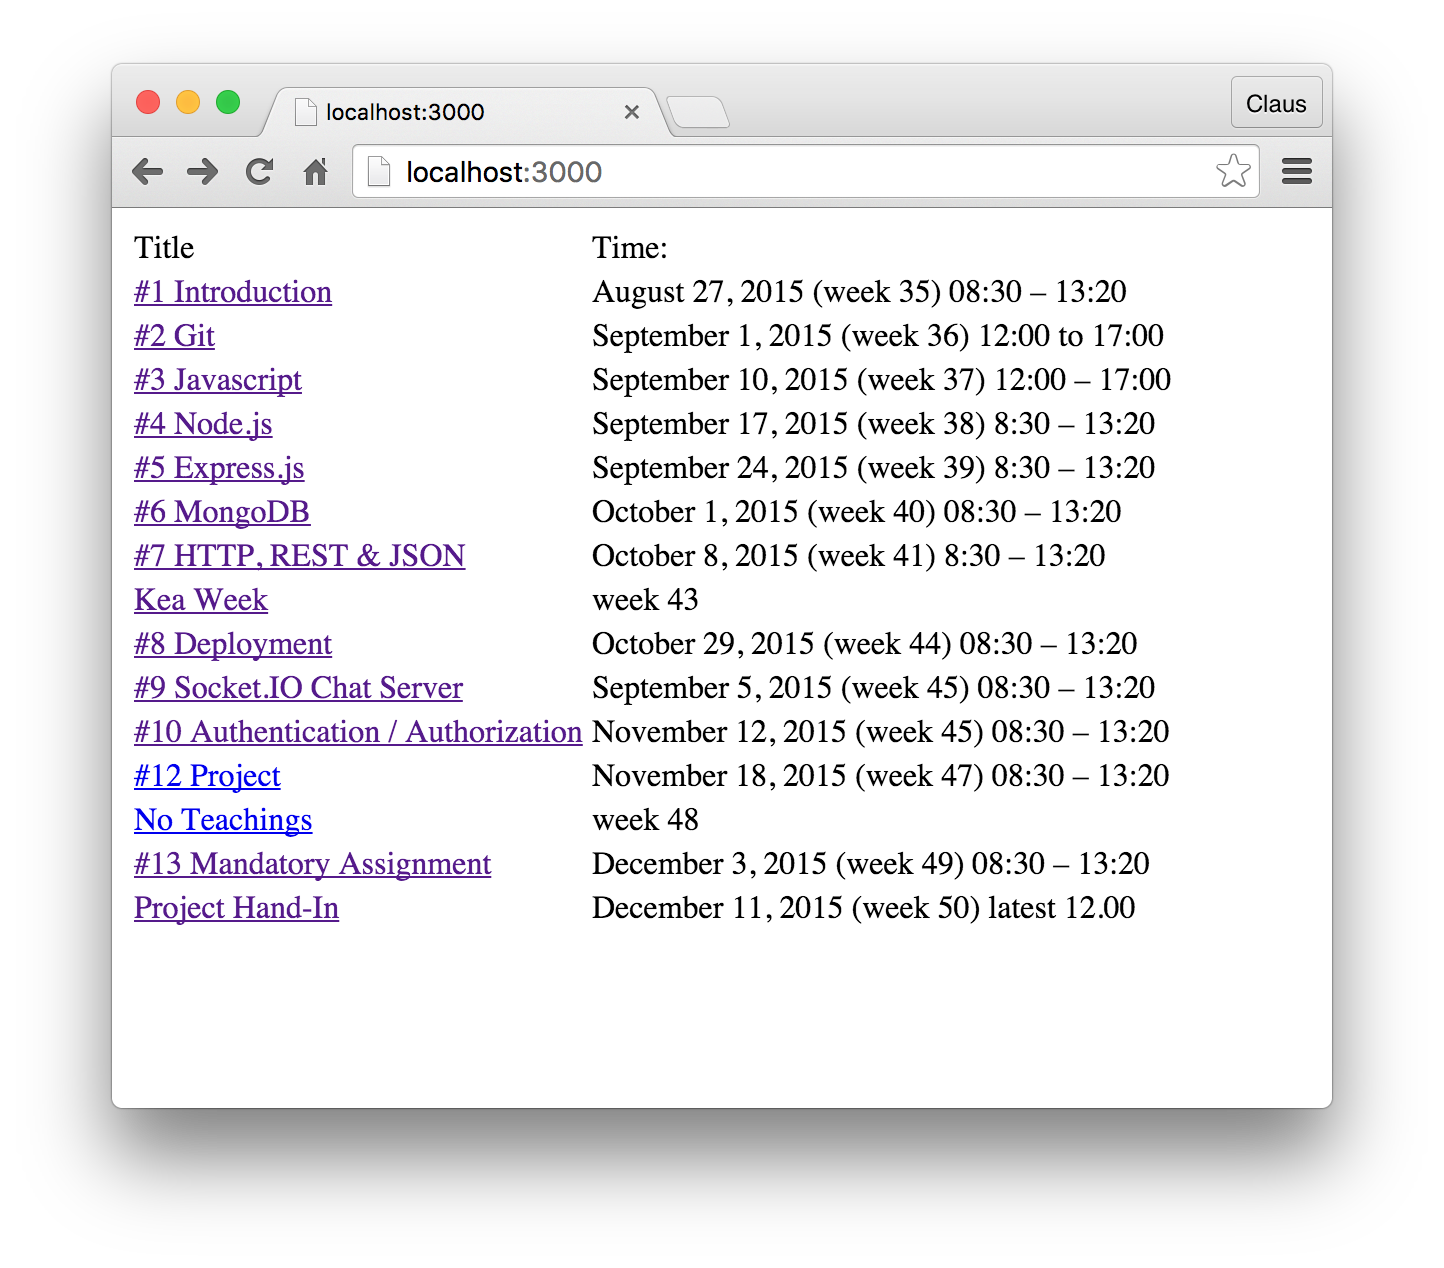 localhost:3000
Claus
localhost:3000
Title Time:
#1 Introduction August 27, 2015 (week 35) 08:30 – 13:20
#2 Git September 1, 2015 (week 36) 12:00 to 17:00
#3 Javascript September 10, 2015 (week 37) 12:00 – 17:00
#4 Node.js September 17, 2015 (week 38) 8:30 – 13:20
#5 Express.js September 24, 2015 (week 39) 8:30 – 13:20
#6 MongoDB October 1, 2015 (week 40) 08:30 – 13:20
#7 HTTP, REST & JSON October 8, 2015 (week 41) 8:30 – 13:20
Kea Week week 43
#8 Deployment October 29, 2015 (week 44) 08:30 – 13:20
#9 Socket.IO Chat Server September 5, 2015 (week 45) 08:30 – 13:20
#10 Authentication / Authorization November 12, 2015 (week 45) 08:30 – 13:20
#12 Project November 18, 2015 (week 47) 08:30 – 13:20
No Teachings week 48
#13 Mandatory Assignment December 3, 2015 (week 49) 08:30 – 13:20
Project Hand-In December 11, 2015 (week 50) latest 12.00